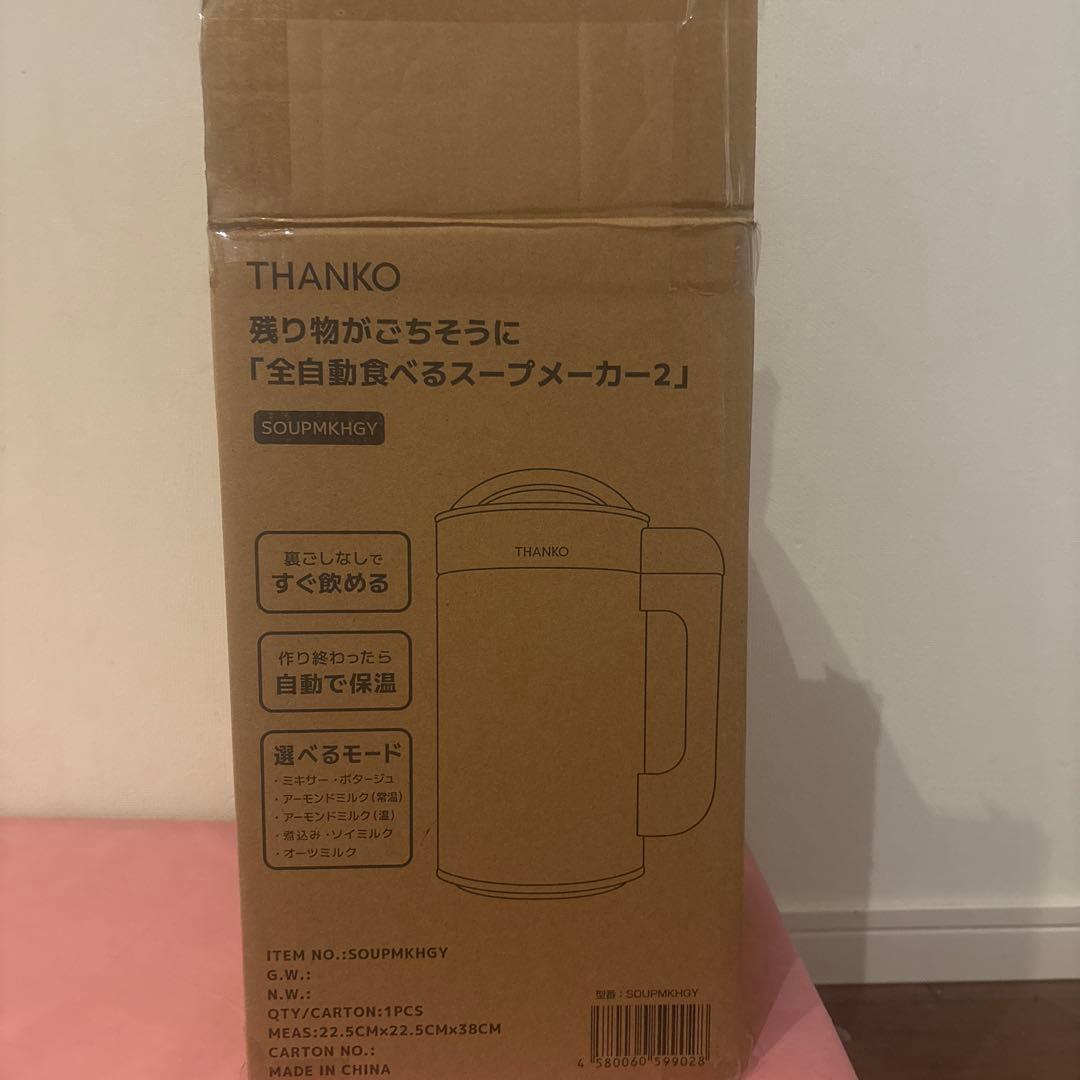 THANKO
残り物がごちそうに
「全自動食べるスープメーカー2」
SOUPMKHGY
THANKO
裏ごしなしで
すぐ飲める
作り終わったら
自動で保温
選べるモード
・ミキサー・ポタージュ
・アーモンドミルク(常温)
・アーモンドミルク(温)
・煮込み・ソイミルク
・オーツミルク
ITEM NO.:SOUPMKHGY
G.W.:
N.W.:
QTY/CARTON:1PCS
MEAS:22.5CM×22.5CM×38CM
CARTON NO.:
MADE IN CHINA
型番：SOUPMKHGY
4 580060 599028